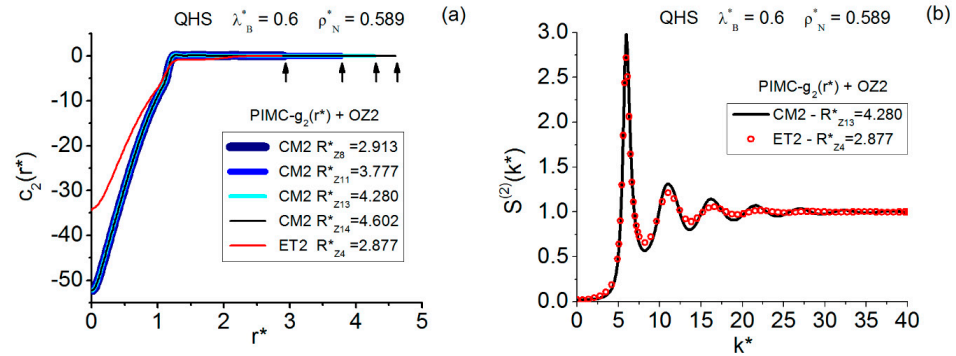 QHS λ*B = 0.6 ρ*N = 0.589 (a)
0
-10
-20
-30
-40
-50
c2(r*)
PIMC-g2(r*) + OZ2
CM2 R*Z8=2.913
CM2 R*Z11=3.777
CM2 R*Z13=4.280
CM2 R*Z14=4.602
ET2 R*Z4=2.877
0 1 2 3 4 5
r*
QHS λ*B = 0.6 ρ*N = 0.589 (b)
3.0
2.5
2.0
1.5
1.0
0.5
0.0
S(2)(k*)
PIMC-g2(r*) + OZ2
CM2 - R*Z13=4.280
ET2 - R*Z4=2.877
0 5 10 15 20 25 30 35 40
k*